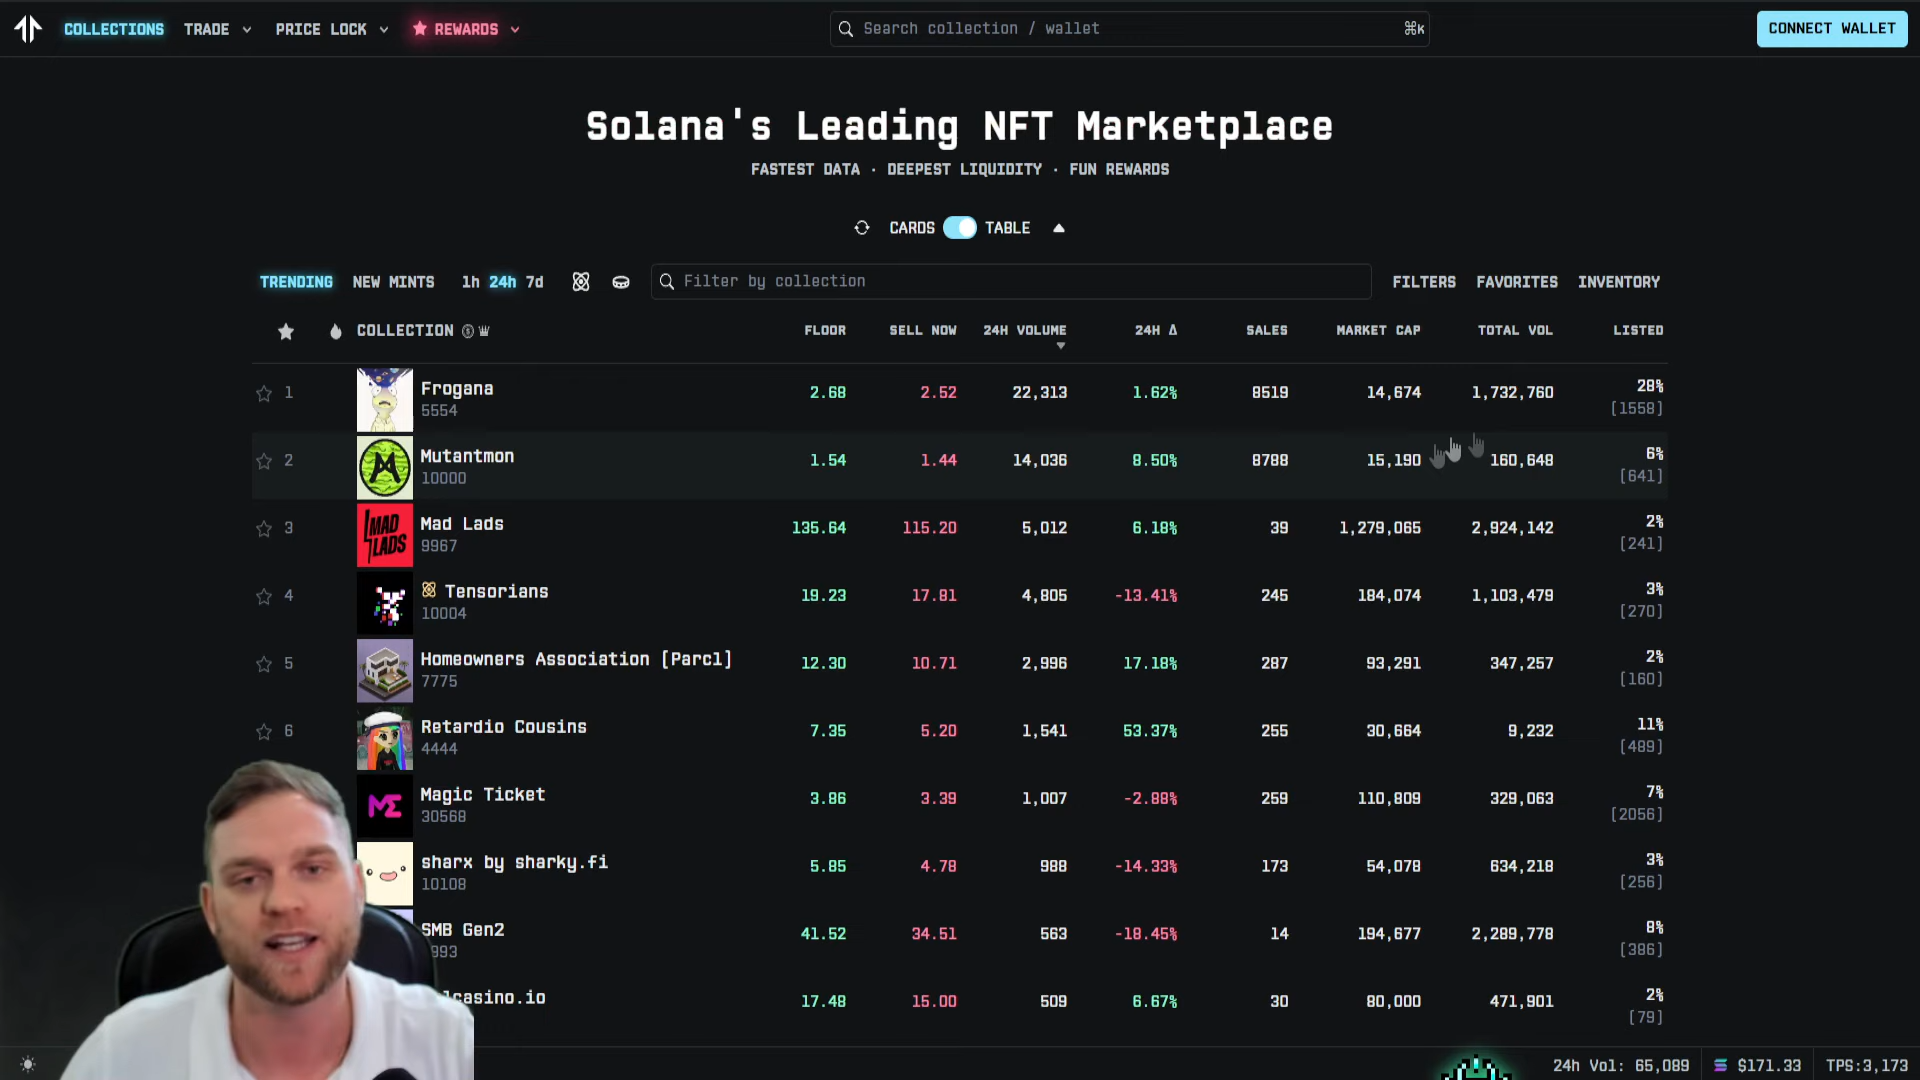 COLLECTIONS TRADE PRICE LOCK REWARDS Search collection / wallet ⌘k CONNECT WALLET
Solana's Leading NFT Marketplace
FASTEST DATA · DEEPEST LIQUIDITY · FUN REWARDS
CARDS TABLE
TRENDING NEW MINTS 1h 24h 7d Filter by collection FILTERS FAVORITES INVENTORY
COLLECTION FLOOR SELL NOW 24H VOLUME 24H Δ SALES MARKET CAP TOTAL VOL LISTED
1 Frogana 2.68 2.52 22,313 1.62% 8519 14,674 1,732,760 28%
5554 [1558]
2 Mutantmon 1.54 1.44 14,036 8.50% 8788 15,190 160,648 6%
10000 [641]
MAD LADS
3 Mad Lads 135.64 115.20 5,012 6.18% 39 1,279,065 2,924,142 2%
9967 [241]
4 Tensorians 19.23 17.81 4,805 -13.41% 245 184,074 1,103,479 3%
10004 [270]
5 Homeowners Association [Parcl] 12.30 10.71 2,996 17.18% 287 93,291 347,257 2%
7775 [160]
6 Retardio Cousins 7.35 5.20 1,541 53.37% 255 30,664 9,232 11%
4444 [489]
ME
Magic Ticket 3.86 3.39 1,007 -2.88% 259 110,809 329,063 7%
30568 [2056]
sharx by sharky.fi 5.85 4.78 988 -14.33% 173 54,078 634,218 3%
10108 [256]
SMB Gen2 41.52 34.51 563 -18.45% 14 194,677 2,289,778 8%
993 [386]
casino.io 17.48 15.00 509 6.67% 30 80,000 471,901 2%
[79]
24h Vol: 65,089 $171.33 TPS:3,173